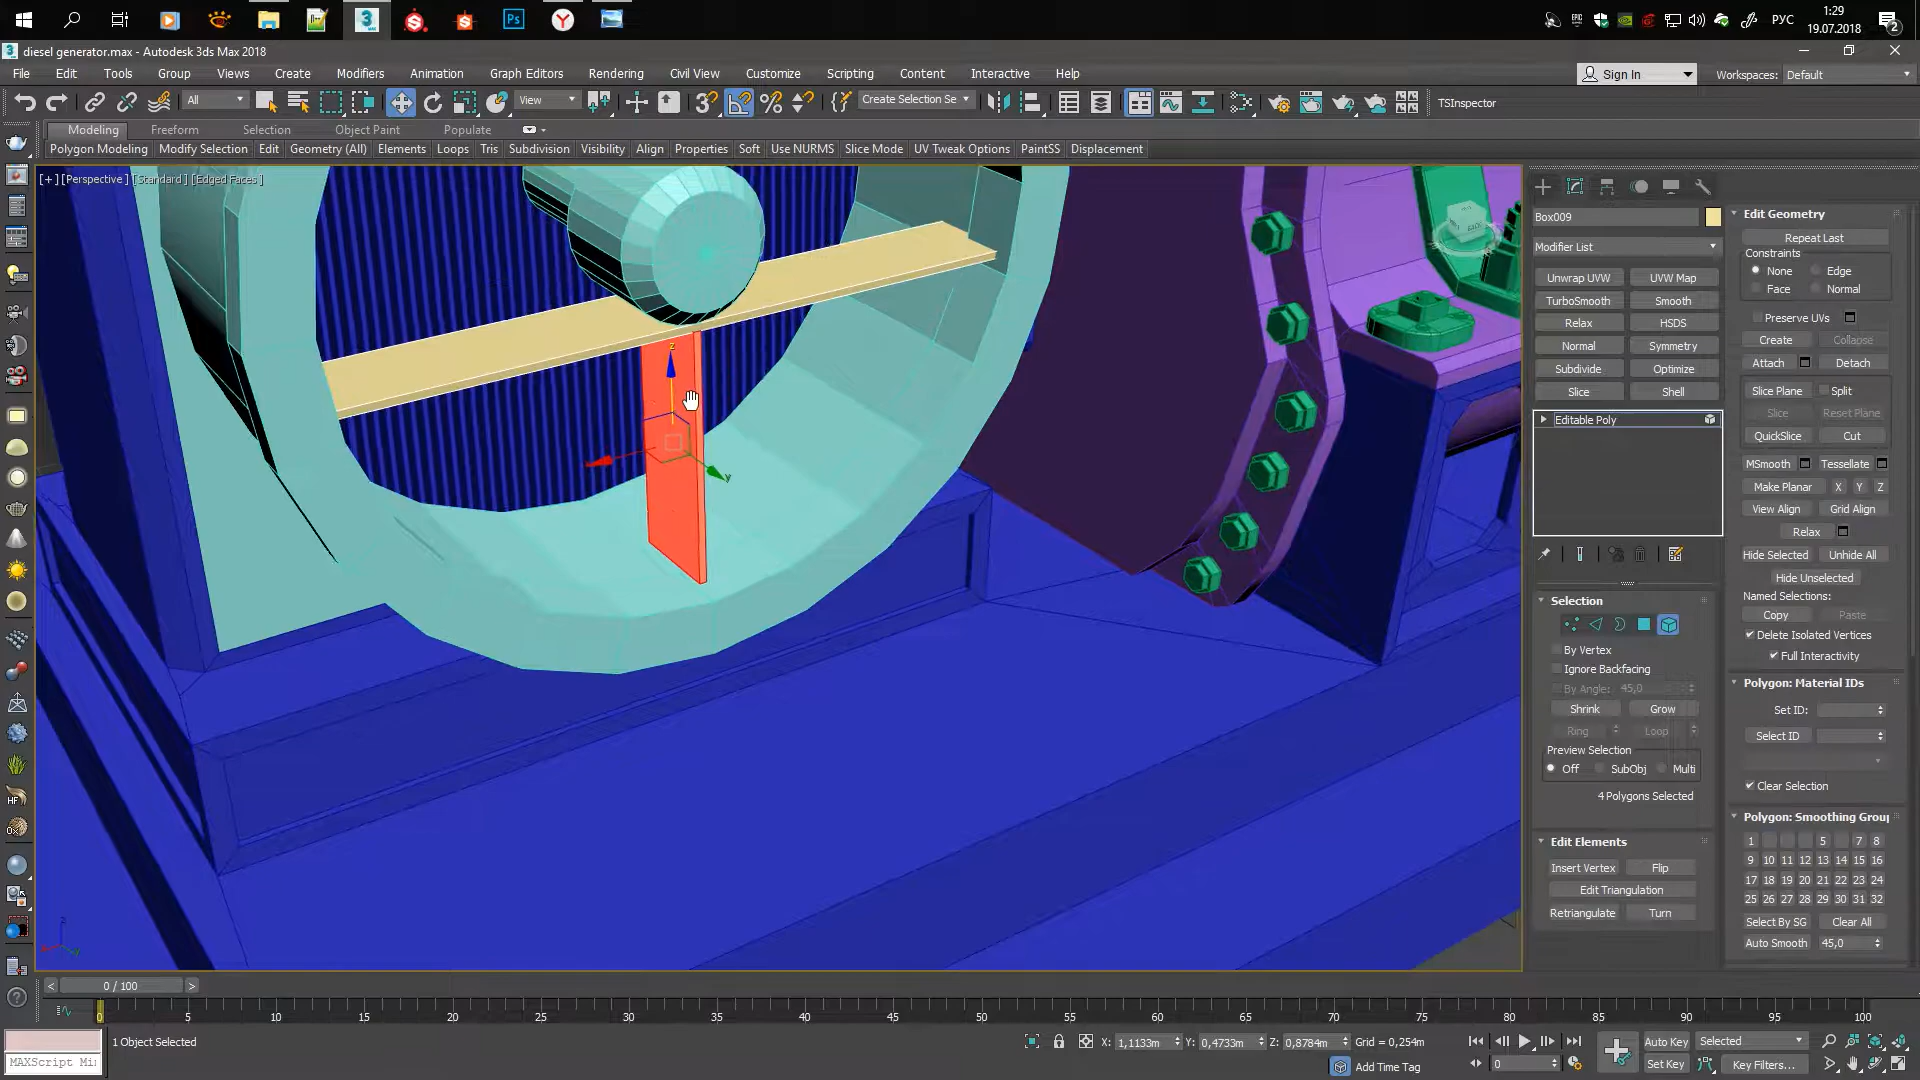 РУС
1:29
19.07.2018
2
diesel generator.max - Autodesk 3ds Max 2018
File Edit Tools Group Views Create Modifiers Animation Graph Editors Rendering Civil View Customize Scripting Content Interactive Help
Sign In
Workspaces: Default
All
View
Create Selection Se
TSInspector
Modeling Freeform Selection Object Paint Populate
Polygon Modeling Modify Selection Edit Geometry (All) Elements Loops Tris Subdivision Visibility Align Properties Soft Use NURMS Slice Mode UV Tweak Options PaintSS Displacement
[+] [Perspective] [Standard] [Edged Faces]
z
y
Box009
Modifier List
Unwrap UVW UVW Map
TurboSmooth Smooth
Relax HSDS
Normal Symmetry
Subdivide Optimize
Slice Shell
Editable Poly
Selection
By Vertex
Ignore Backfacing
By Angle: 45,0
Shrink Grow
Ring Loop
Preview Selection
Off SubObj Multi
4 Polygons Selected
Edit Elements
Insert Vertex Flip
Edit Triangulation
Retriangulate Turn
Edit Geometry
Repeat Last
Constraints
None Edge
Face Normal
Preserve UVs
Create Collapse
Attach Detach
Slice Plane Split
Slice Reset Plane
QuickSlice Cut
MSmooth Tessellate
Make Planar X Y Z
View Align Grid Align
Relax
Hide Selected Unhide All
Hide Unselected
Named Selections:
Copy Paste
Delete Isolated Vertices
Full Interactivity
Polygon: Material IDs
Set ID:
Select ID
Clear Selection
Polygon: Smoothing Group
1 5 7 8
9 10 11 12 13 14 15 16
17 18 19 20 21 22 23 24
25 26 27 28 29 30 31 32
Select By SG Clear All
Auto Smooth 45,0
< 0 / 100 >
0 5 10 15 20 25 30 35 40 45 50 55 60 65 70 75 80 85 90 95 100
1 Object Selected
X: 1,1133m Y: 0,4733m Z: 0,8784m Grid = 0,254m
Auto Key Selected
MAXScript Mi
Add Time Tag
0
Set Key Key Filters...